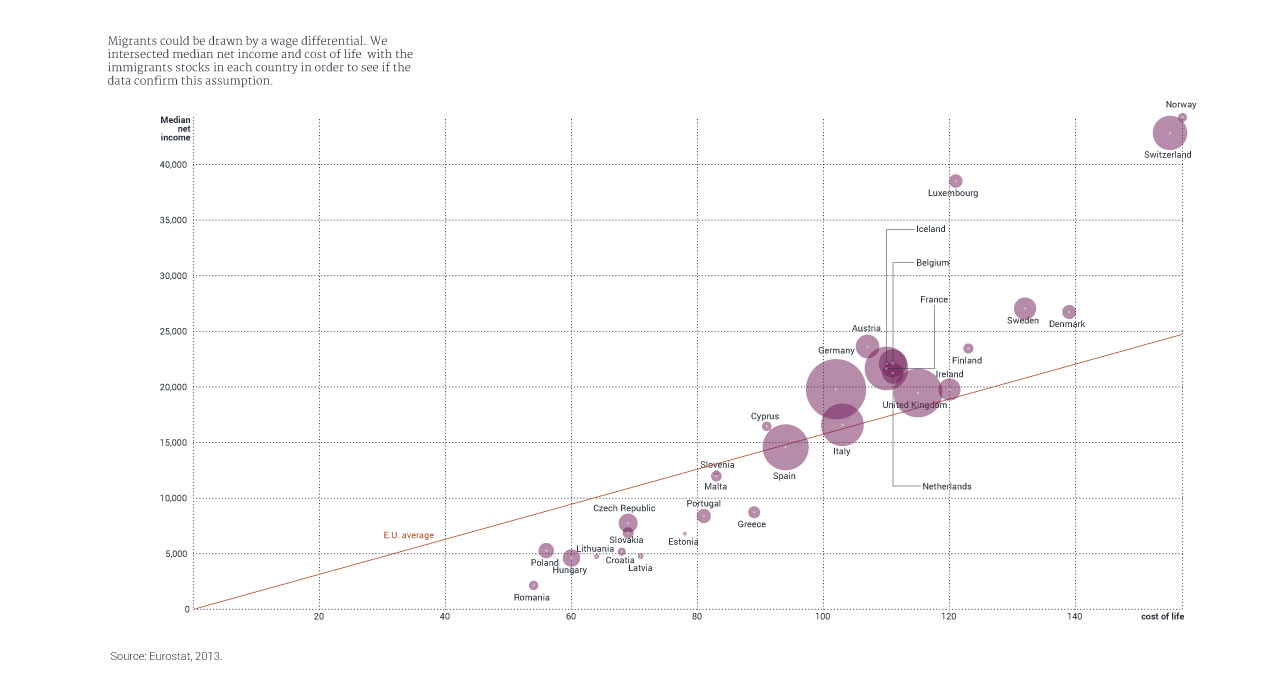 Migrants could be drawn by a wage differential. We
intersected median net income and cost of life with the
immigrants stocks in each country in order to see if the
data confirm this assumption.
Norway
Median
net
income
Switzerland
40,000
Luxembourg
35,000
Iceland
Belgium
30,000
France
Sweden
Denmark
25,000
Austria
Germany
Finland
Ireland
20,000
United Kingdom
Cyprus
15,000
Italy
Slovenia
Spain
Malta
Netherlands
10,000
Portugal
Czech Republic
Greece
E.U. average
Slovakia
Estonia
Lithuania
5,000
Poland
Croatia
Latvia
Hungary
Romania
0
20
40
60
80
100
120
140
cost of life
Source: Eurostat, 2013.